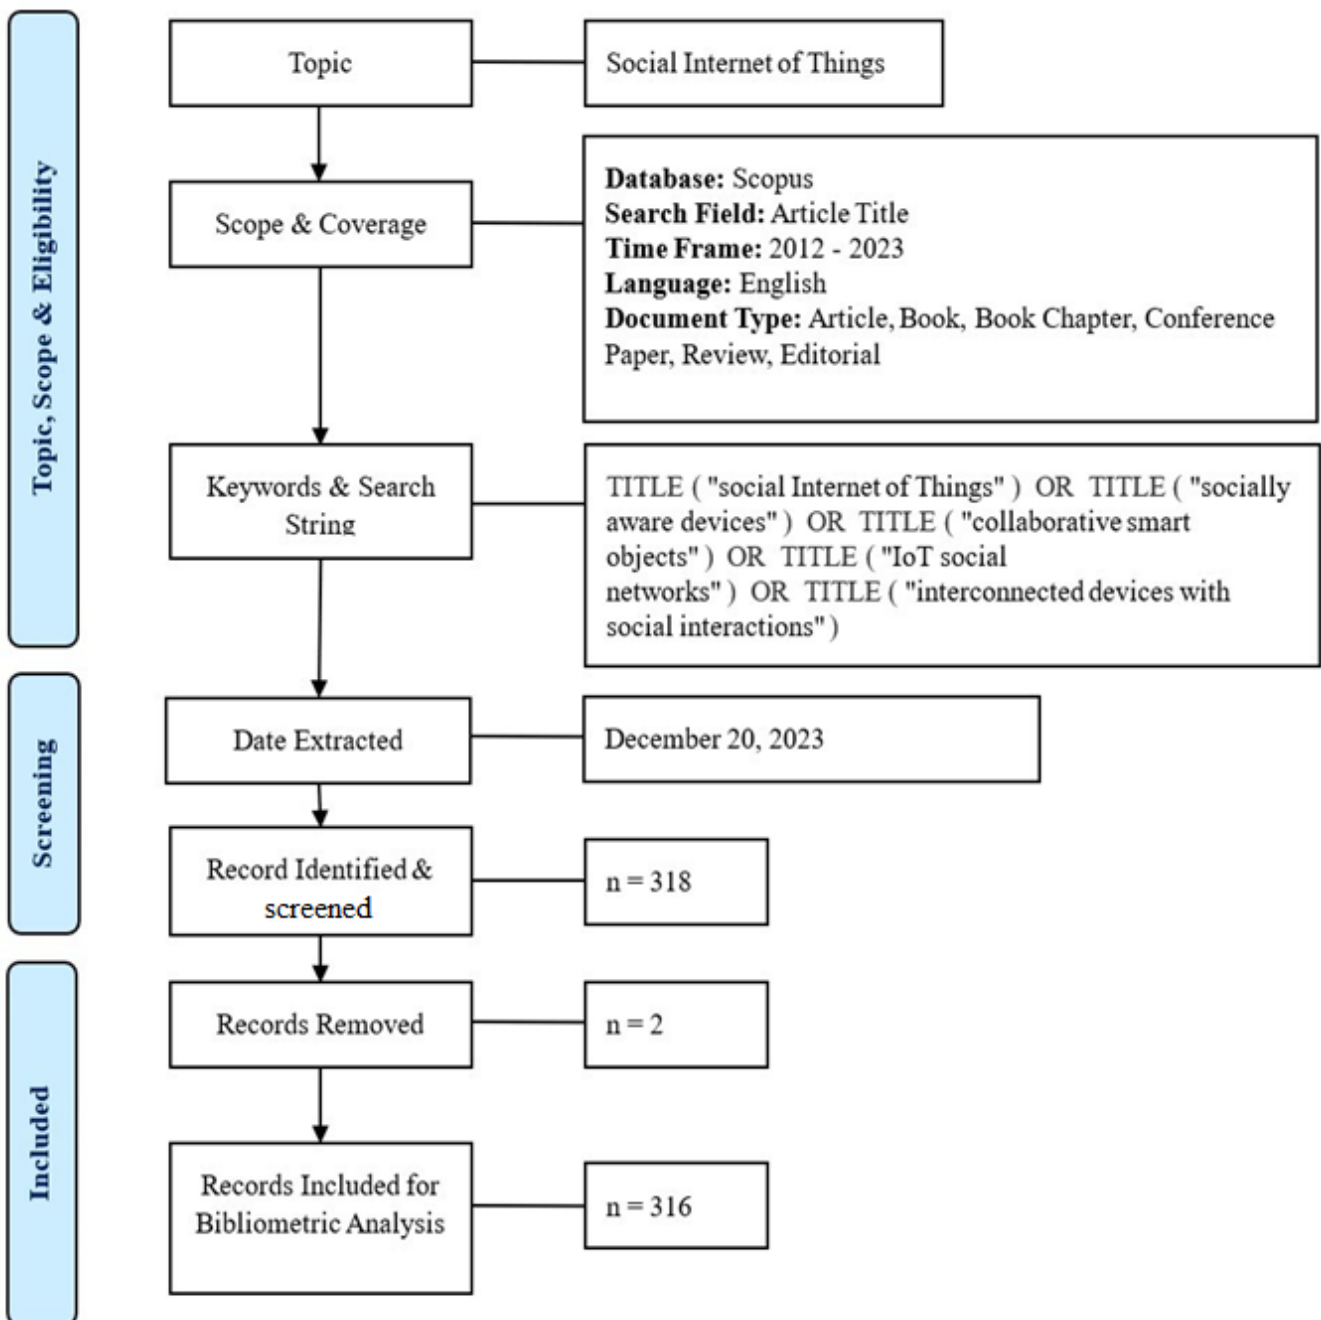 Topic, Scope & Eligibility
Topic
Social Internet of Things
Scope & Coverage
Database: Scopus
Search Field: Article Title
Time Frame: 2012 - 2023
Language: English
Document Type: Article, Book, Book Chapter, Conference
Paper, Review, Editorial
Keywords & Search
String
TITLE ( "social Internet of Things" ) OR TITLE ( "socially
aware devices" ) OR TITLE ( "collaborative smart
objects" ) OR TITLE ( "IoT social
networks" ) OR TITLE ( "interconnected devices with
social interactions" )
Screening
Date Extracted
December 20, 2023
Record Identified &
screened
n = 318
Included
Records Removed
n = 2
Records Included for
Bibliometric Analysis
n = 316